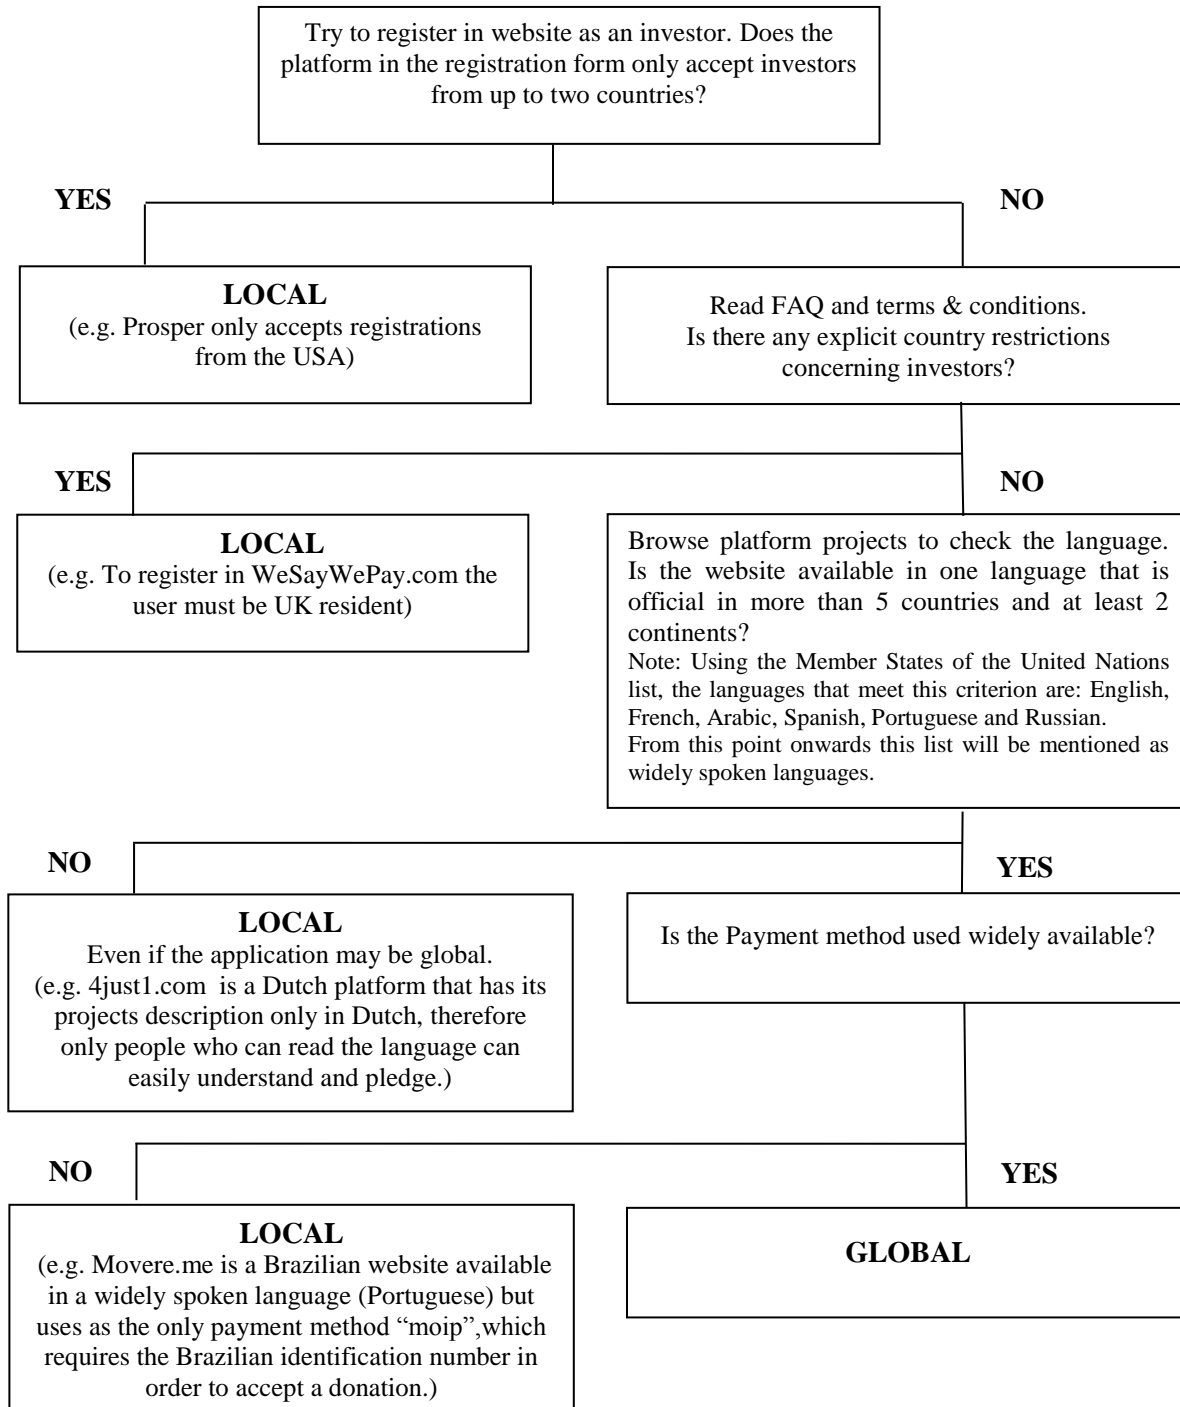 Try to register in website as an investor. Does the
platform in the registration form only accept investors
from up to two countries?
YES
NO
LOCAL
(e.g. Prosper only accepts registrations
from the USA)
Read FAQ and terms & conditions.
Is there any explicit country restrictions
concerning investors?
YES
NO
LOCAL
(e.g. To register in WeSayWePay.com the
user must be UK resident)
Browse platform projects to check the language.
Is the website available in one language that is
official in more than 5 countries and at least 2
continents?
Note: Using the Member States of the United Nations
list, the languages that meet this criterion are: English,
French, Arabic, Spanish, Portuguese and Russian.
From this point onwards this list will be mentioned as
widely spoken languages.
NO
YES
LOCAL
Even if the application may be global.
(e.g. 4just1.com is a Dutch platform that has its
projects description only in Dutch, therefore
only people who can read the language can
easily understand and pledge.)
Is the Payment method used widely available?
NO
YES
LOCAL
(e.g. Movere.me is a Brazilian website available
in a widely spoken language (Portuguese) but
uses as the only payment method “moip”,which
requires the Brazilian identification number in
order to accept a donation.)
GLOBAL